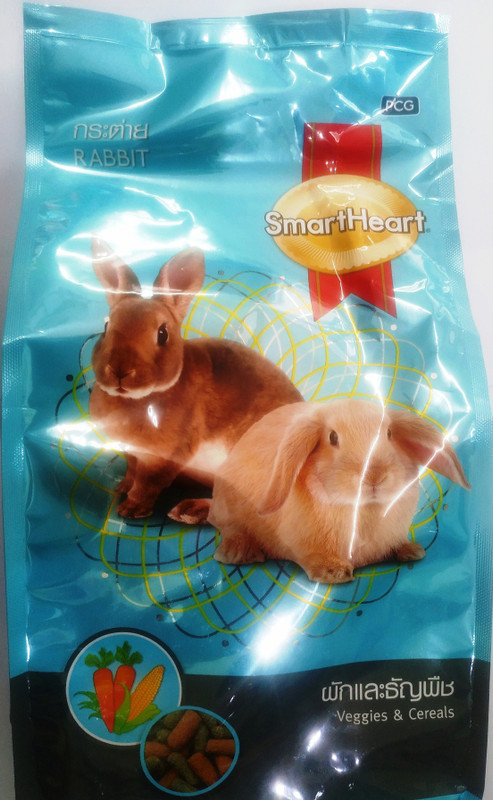 PCG
กระต่าย
RABBIT
SmartHeart®
ผักและธัญพืช
Veggies & Cereals